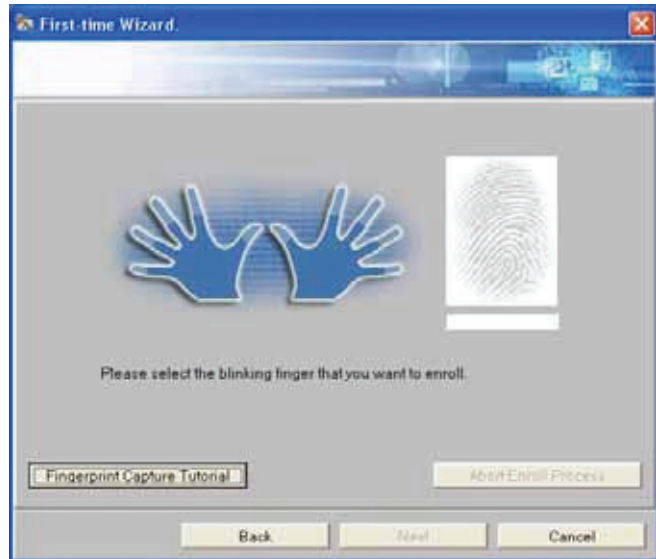 First-time Wizard.
Please select the blinking finger that you want to enroll.
Fingerprint Capture Tutorial
Abort Enroll Process
Back
Next
Cancel